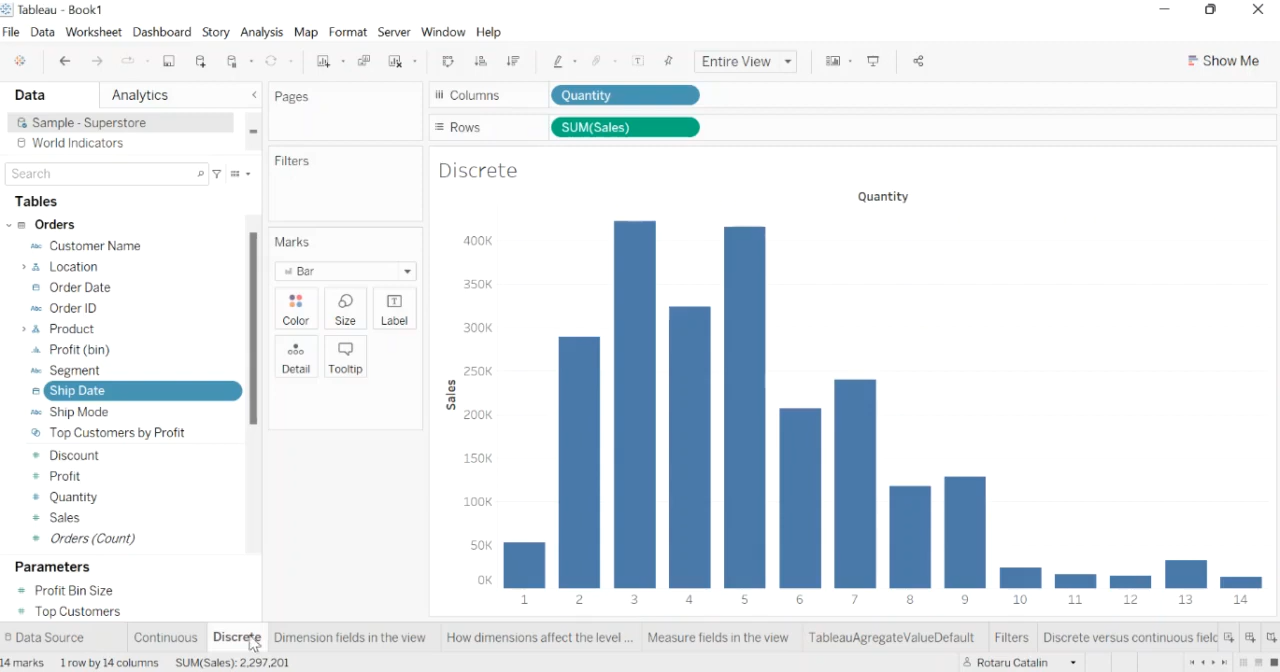 Tableau - Book1
File Data Worksheet Dashboard Story Analysis Map Format Server Window Help
Entire View
Show Me
Data
Analytics
Sample - Superstore
World Indicators
Search
Tables
Orders
Abc Customer Name
Location
Order Date
Abc Order ID
Product
Profit (bin)
Abc Segment
Ship Date
Abc Ship Mode
Top Customers by Profit
Discount
Profit
Quantity
Sales
Orders (Count)
Parameters
Profit Bin Size
Top Customers
Pages
Filters
Marks
Bar
Color Size Label
Detail Tooltip
Columns Quantity
Rows SUM(Sales)
Discrete
Quantity
Sales
400K
350K
300K
250K
200K
150K
100K
50K
0K
1 2 3 4 5 6 7 8 9 10 11 12 13 14
Data Source Continuous Discrete Dimension fields in the view How dimensions affect the level ... Measure fields in the view TableauAgregateValueDefault Filters Discrete versus continuous fielc
14 marks 1 row by 14 columns SUM(Sales): 2,297,201 Rotaru Catalin